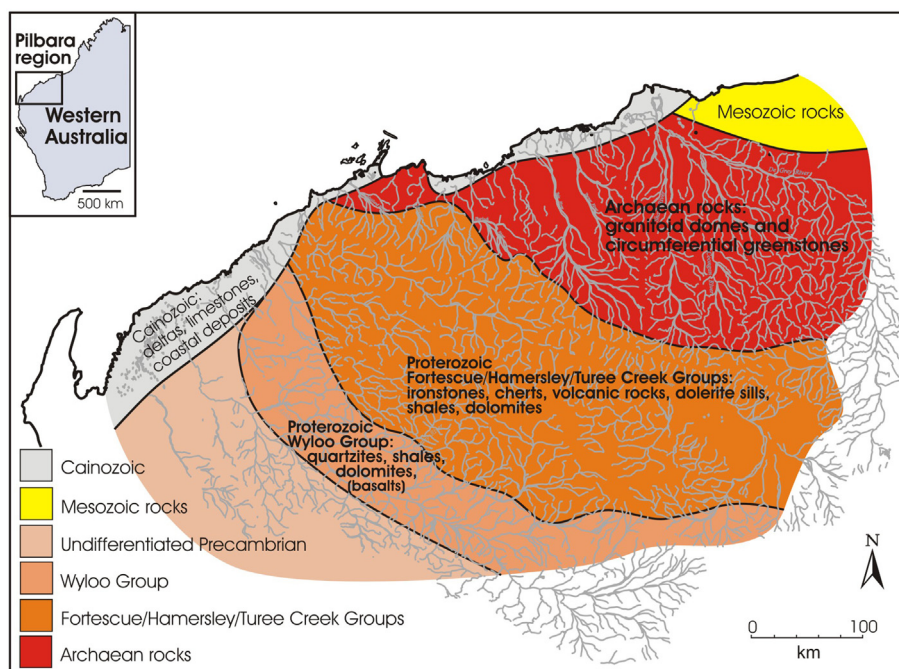 Pilbara
region
Western
Australia
500 km
Mesozoic rocks
Archaean rocks:
granitoid domes and
circumferential greenstones
Cainozoic:
deltas, limestones,
coastal deposits
Proterozoic
Fortescue/Hamersley/Turee Creek Groups:
ironstones, cherts, volcanic rocks, dolerite sills,
shales, dolomites
Proterozoic
Wyloo Group:
quartzites, shales,
dolomites,
(basalts)
Cainozoic
Mesozoic rocks
Undifferentiated Precambrian
Wyloo Group
Fortescue/Hamersley/Turee Creek Groups
Archaean rocks
N
0 100
km